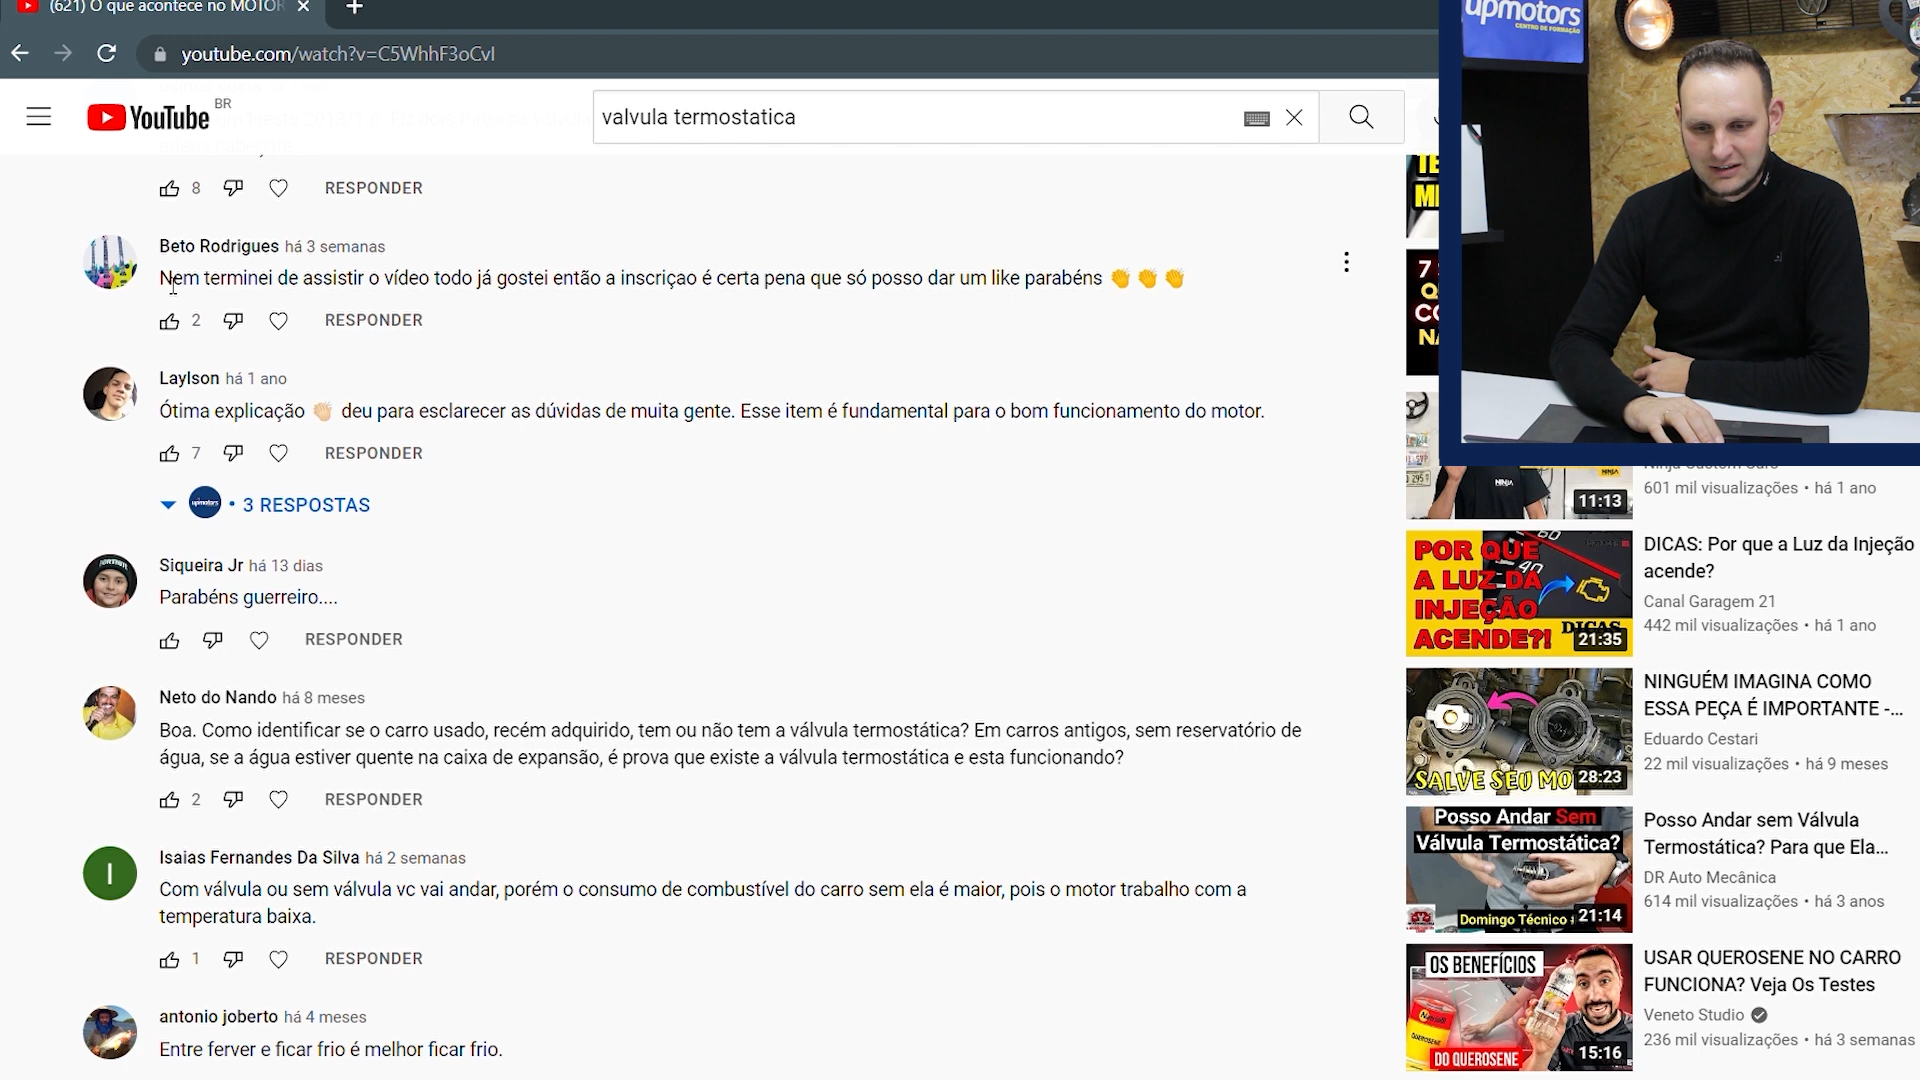 (621) O que acontece no MOTOR
youtube.com/watch?v=C5WhhF3oCvI
YouTube
BR
valvula termostatica
upmotors
CENTRO DE FORMAÇÃO
8
RESPONDER
Beto Rodrigues há 3 semanas
Nem terminei de assistir o vídeo todo já gostei então a inscriçao é certa pena que só posso dar um like parabéns 👏 👏 👏
2
RESPONDER
Laylson há 1 ano
Ótima explicação 👏🏻 deu para esclarecer as dúvidas de muita gente. Esse item é fundamental para o bom funcionamento do motor.
7
RESPONDER
upmotors • 3 RESPOSTAS
Siqueira Jr há 13 dias
Parabéns guerreiro....
RESPONDER
Neto do Nando há 8 meses
Boa. Como identificar se o carro usado, recém adquirido, tem ou não tem a válvula termostática? Em carros antigos, sem reservatório de
água, se a água estiver quente na caixa de expansão, é prova que existe a válvula termostática e esta funcionando?
2
RESPONDER
I
Isaias Fernandes Da Silva há 2 semanas
Com válvula ou sem válvula vc vai andar, porém o consumo de combustível do carro sem ela é maior, pois o motor trabalho com a
temperatura baixa.
1
RESPONDER
antonio joberto há 4 meses
Entre ferver e ficar frio é melhor ficar frio.
NINJA
11:13
601 mil visualizações • há 1 ano
POR QUE
A LUZ DA
INJEÇÃO
ACENDE?!
DICAS
21:35
DICAS: Por que a Luz da Injeção
acende?
Canal Garagem 21
442 mil visualizações • há 1 ano
SALVE SEU MO
28:23
NINGUÉM IMAGINA COMO
ESSA PEÇA É IMPORTANTE -...
Eduardo Cestari
22 mil visualizações • há 9 meses
Posso Andar Sem
Válvula Termostática?
Domingo Técnico #
21:14
Posso Andar sem Válvula
Termostática? Para que Ela...
DR Auto Mecânica
614 mil visualizações • há 3 anos
OS BENEFÍCIOS
QUEROSENE
DO QUEROSENE
15:16
USAR QUEROSENE NO CARRO
FUNCIONA? Veja Os Testes
Veneto Studio
236 mil visualizações • há 3 semanas